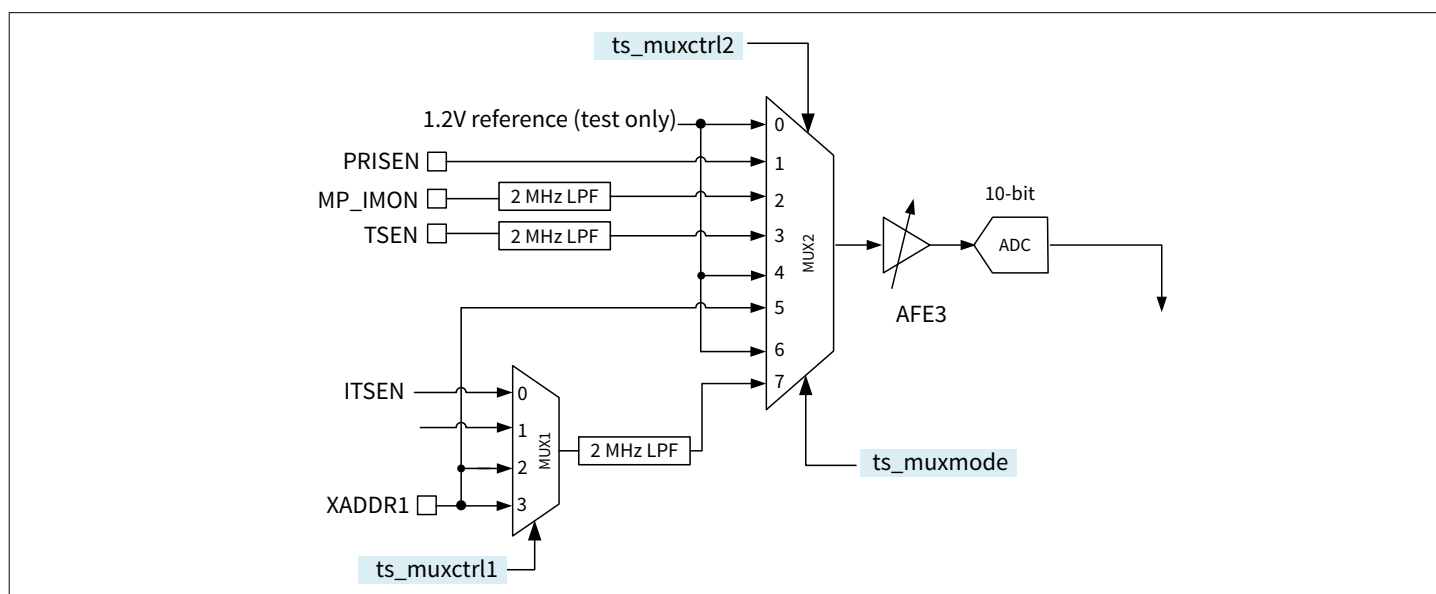 ts_muxctrl2
1.2V reference (test only)
0
PRISEN
1
10-bit
MP_IMON
2 MHz LPF
2
TSEN
2 MHz LPF
3
MUX2
ADC
4
AFE3
5
6
7
ITSEN
0
1
MUX1
2 MHz LPF
2
ts_muxmode
XADDR1
3
ts_muxctrl1